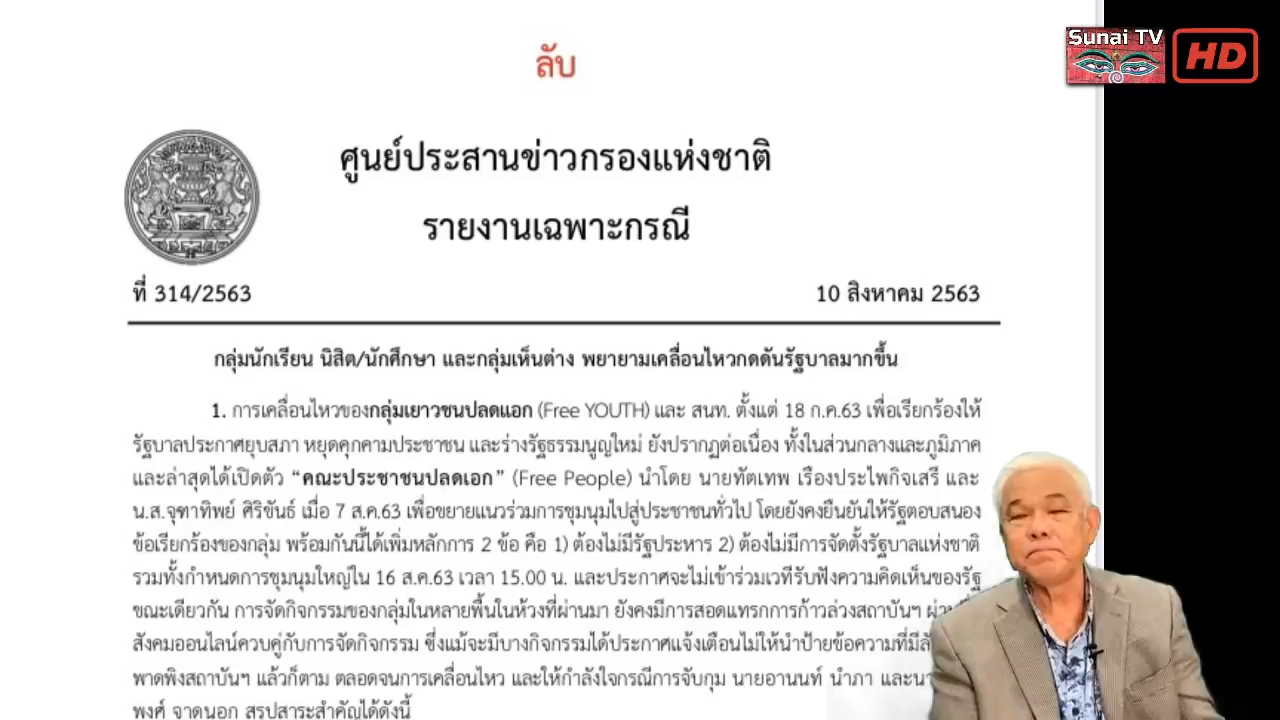 Sunai TV
HD
ลับ
ศูนย์ประสานข่าวกรองแห่งชาติ
รายงานเฉพาะกรณี
ที่ 314/2563
10 สิงหาคม 2563
กลุ่มนักเรียน นิสิต/นักศึกษา และกลุ่มเห็นต่าง พยายามเคลื่อนไหวกดดันรัฐบาลมากขึ้น
1. การเคลื่อนไหวของกลุ่มเยาวชนปลดแอก (Free YOUTH) และ สนท. ตั้งแต่ 18 ก.ค.63 เพื่อเรียกร้องให้
รัฐบาลประกาศยุบสภา หยุดคุกคามประชาชน และร่างรัฐธรรมนูญใหม่ ยังปรากฏต่อเนื่อง ทั้งในส่วนกลางและภูมิภาค
และล่าสุดได้เปิดตัว “คณะประชาชนปลดเอก” (Free People) นำโดย นายทัตเทพ เรืองประไพกิจเสรี และ
น.ส.จุฑาทิพย์ ศิริขันธ์ เมื่อ 7 ส.ค.63 เพื่อขยายแนวร่วมการชุมนุมไปสู่ประชาชนทั่วไป โดยยังคงยืนยันให้รัฐตอบสนอง
ข้อเรียกร้องของกลุ่ม พร้อมกันนี้ได้เพิ่มหลักการ 2 ข้อ คือ 1) ต้องไม่มีรัฐประหาร 2) ต้องไม่มีการจัดตั้งรัฐบาลแห่งชาติ
รวมทั้งกำหนดการชุมนุมใหญ่ใน 16 ส.ค.63 เวลา 15.00 น. และประกาศจะไม่เข้าร่วมเวทีรับฟังความคิดเห็นของรัฐ
ขณะเดียวกัน การจัดกิจกรรมของกลุ่มในหลายพื้นในห้วงที่ผ่านมา ยังคงมีการสอดแทรกการก้าวล่วงสถาบันฯ
สังคมออนไลน์ควบคู่กับการจัดกิจกรรม ซึ่งแม้จะมีบางกิจกรรมได้ประกาศแจ้งเตือนไม่ให้นำป้ายข้อความที่มี
พาดพิงสถาบันฯ แล้วก็ตาม ตลอดจนการเคลื่อนไหว และให้กำลังใจกรณีการจับกุม นายอานนท์ นำภา
พงศ์ จาดนอก สรุปสาระสำคัญได้ดังนี้